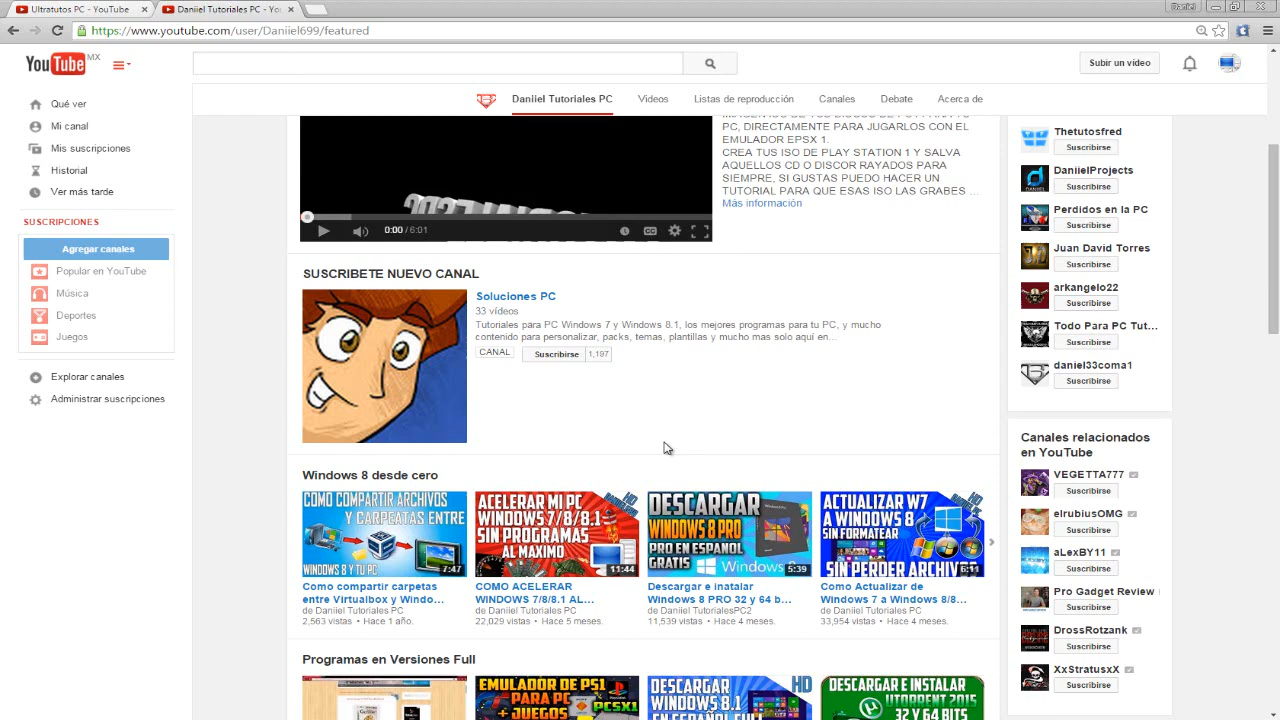 Ultratutos PC - YouTube
Daniiel Tutoriales PC - Yo
https://www.youtube.com/user/Daniiel699/featured
YouTube MX
Subir un vídeo
Daniiel Tutoriales PC
Videos
Listas de reproducción
Canales
Debate
Acerca de
Qué ver
Mi canal
Mis suscripciones
Historial
Ver más tarde
SUSCRIPCIONES
Agregar canales
Popular en YouTube
Música
Deportes
Juegos
Explorar canales
Administrar suscripciones
PC, DIRECTAMENTE PARA JUGARLOS CON EL
EMULADOR EPSX 1.
CREA TUS ISO DE PLAY STATION 1 Y SALVA
AQUELLOS CD O DISCOR RAYADOS PARA
SIEMPRE, SI GUSTAS PUEDO HACER UN
TUTORIAL PARA QUE ESAS ISO LAS GRABES ...
Más información
0:00 / 6:01
SUSCRIBETE NUEVO CANAL
Soluciones PC
33 vídeos
Tutoriales para PC Windows 7 y Windows 8.1, los mejores programas para tu PC, y mucho
contenido para personalizar, packs, temas, plantillas y mucho mas solo aquí en...
CANAL
Suscribirse 1,197
Windows 8 desde cero
COMO COMPARTIR ARCHIVOS
Y CARPEATAS ENTRE
WINDOWS 8 Y TU PC
7:47
Como compartir carpetas
entre Virtualbox y Windo...
de Daniiel Tutoriales PC
2,563 vistas • Hace 1 año.
ACELERAR MI PC
WINDOWS 7/8/8.1
SIN PROGRAMAS
AL MAXIMO
11:44
COMO ACELERAR
WINDOWS 7/8/8.1 AL...
de Daniiel Tutoriales PC
22,029 vistas • Hace 5 meses.
DESCARGAR
WINDOWS 8 PRO
PRO EN ESPAÑOL
GRATIS
Windows
5:39
Descargar e instalar
Windows 8 PRO 32 y 64 b...
de Daniiel TutorialesPC2
11,539 vistas • Hace 4 meses.
ACTUALIZAR W7
A WINDOWS 8
SIN FORMATEAR
SIN PERDER ARCHIV
6:11
Como Actualizar de
Windows 7 a Windows 8/8...
de Daniiel Tutoriales PC
33,954 vistas • Hace 4 meses.
Programas en Versiones Full
EMULADOR DE PS1
PARA PC
+ JUEGOS
PCSX1
DESCARGAR
WINDOWS 8.1
HD
DESCARGAR E INSTALAR
UTORRENT 2015
32 Y 64 BITS
Thetutosfred
Suscribirse
DaniielProjects
Suscribirse
Perdidos en la PC
Suscribirse
Juan David Torres
Suscribirse
arkangelo22
Suscribirse
Todo Para PC Tut...
Suscribirse
daniel33coma1
Suscribirse
Canales relacionados
en YouTube
VEGETTA777
Suscribirse
elrubiusOMG
Suscribirse
aLexBY11
Suscribirse
Pro Gadget Review
Suscribirse
DrossRotzank
Suscribirse
XxStratusxX
Suscribirse